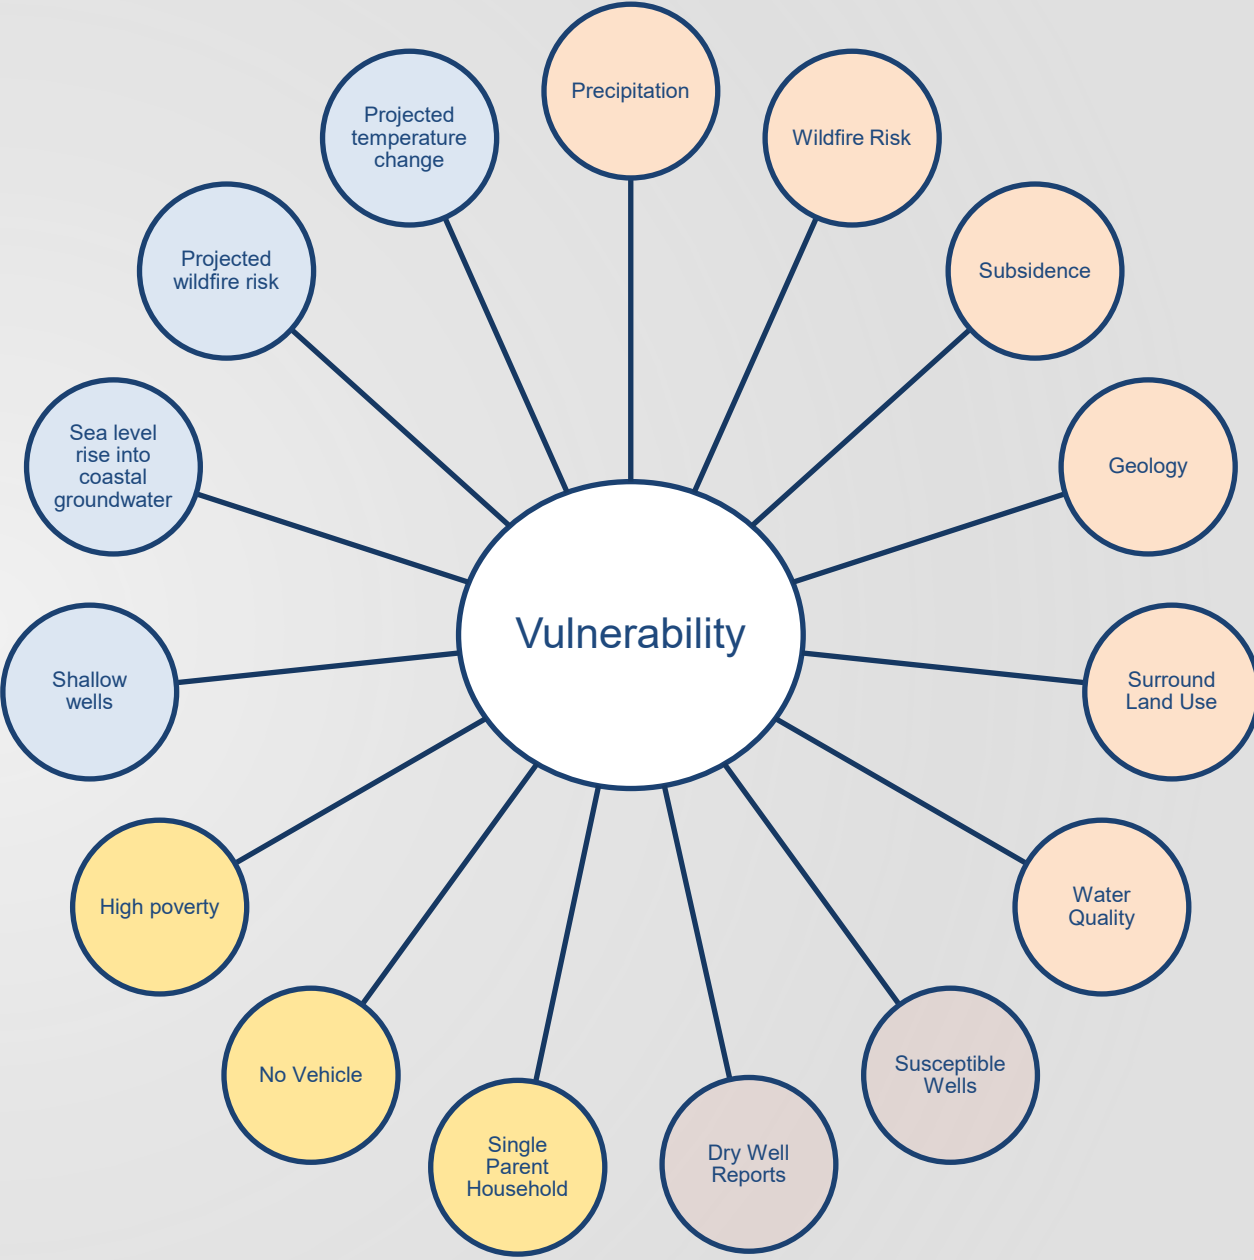 Precipitation
Wildfire Risk
Subsidence
Geology
Surround
Land Use
Water
Quality
Susceptible
Wells
Dry Well
Reports
Single
Parent
Household
No Vehicle
High poverty
Shallow
wells
Sea level
rise into
coastal
groundwater
Projected
wildfire risk
Projected
temperature
change
Vulnerability